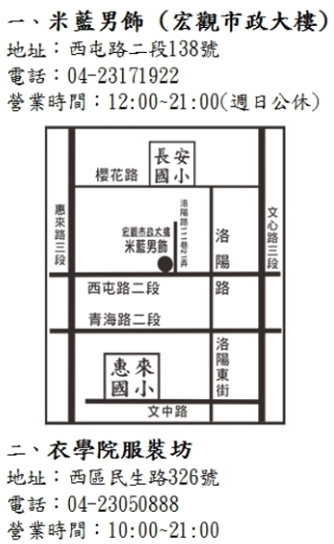 一、米藍男飾（宏觀市政大樓）
地址：西屯路二段138號
電話：04-23171922
營業時間：12:00~21:00(週日公休)
長安
國小
櫻花路
惠來路三段
洛陽路111巷21弄
宏觀市政大樓
米藍男飾
洛陽路
文心路三段
西屯路二段
青海路二段
洛陽東街
惠來
國小
文中路
二、衣學院服裝坊
地址：西區民生路326號
電話：04-23050888
營業時間：10:00~21:00